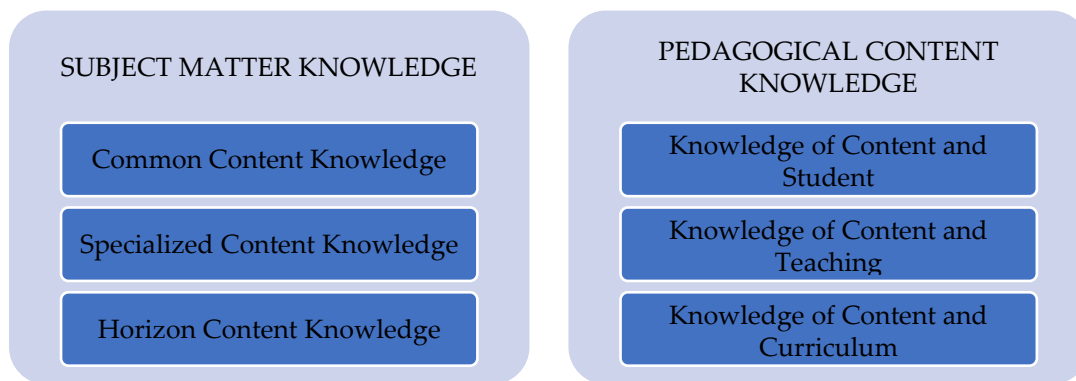 SUBJECT MATTER KNOWLEDGE
Common Content Knowledge
Specialized Content Knowledge
Horizon Content Knowledge
PEDAGOGICAL CONTENT
KNOWLEDGE
Knowledge of Content and
Student
Knowledge of Content and
Teaching
Knowledge of Content and
Curriculum